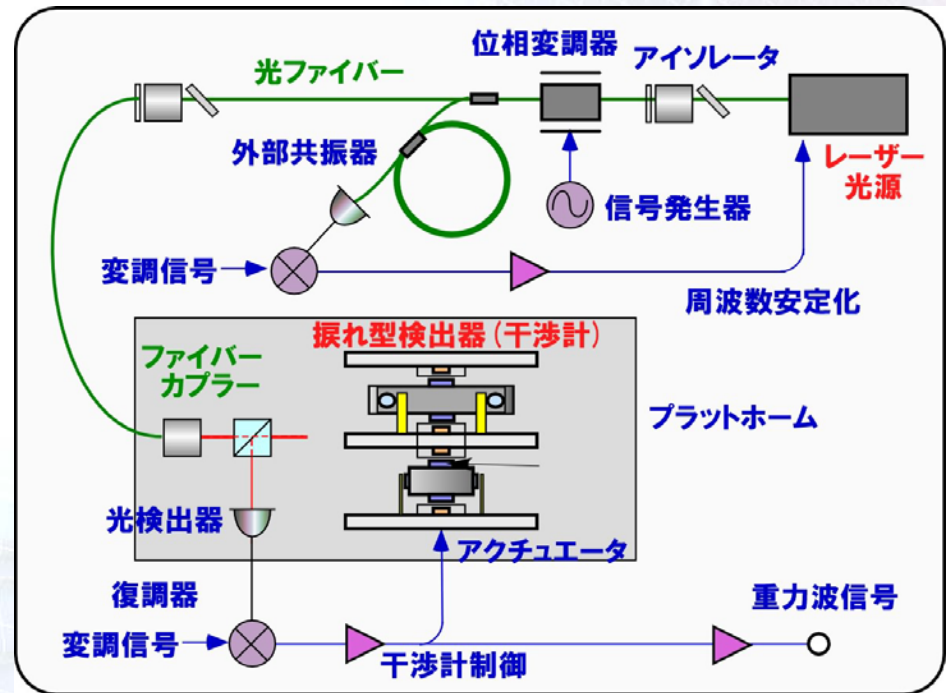 位相変調器
アイソレータ
光ファイバー
外部共振器
レーザー
光源
信号発生器
変調信号
周波数安定化
捩れ型検出器(干渉計)
ファイバー
カプラー
プラットホーム
光検出器
アクチュエータ
復調器
重力波信号
変調信号
干渉計制御